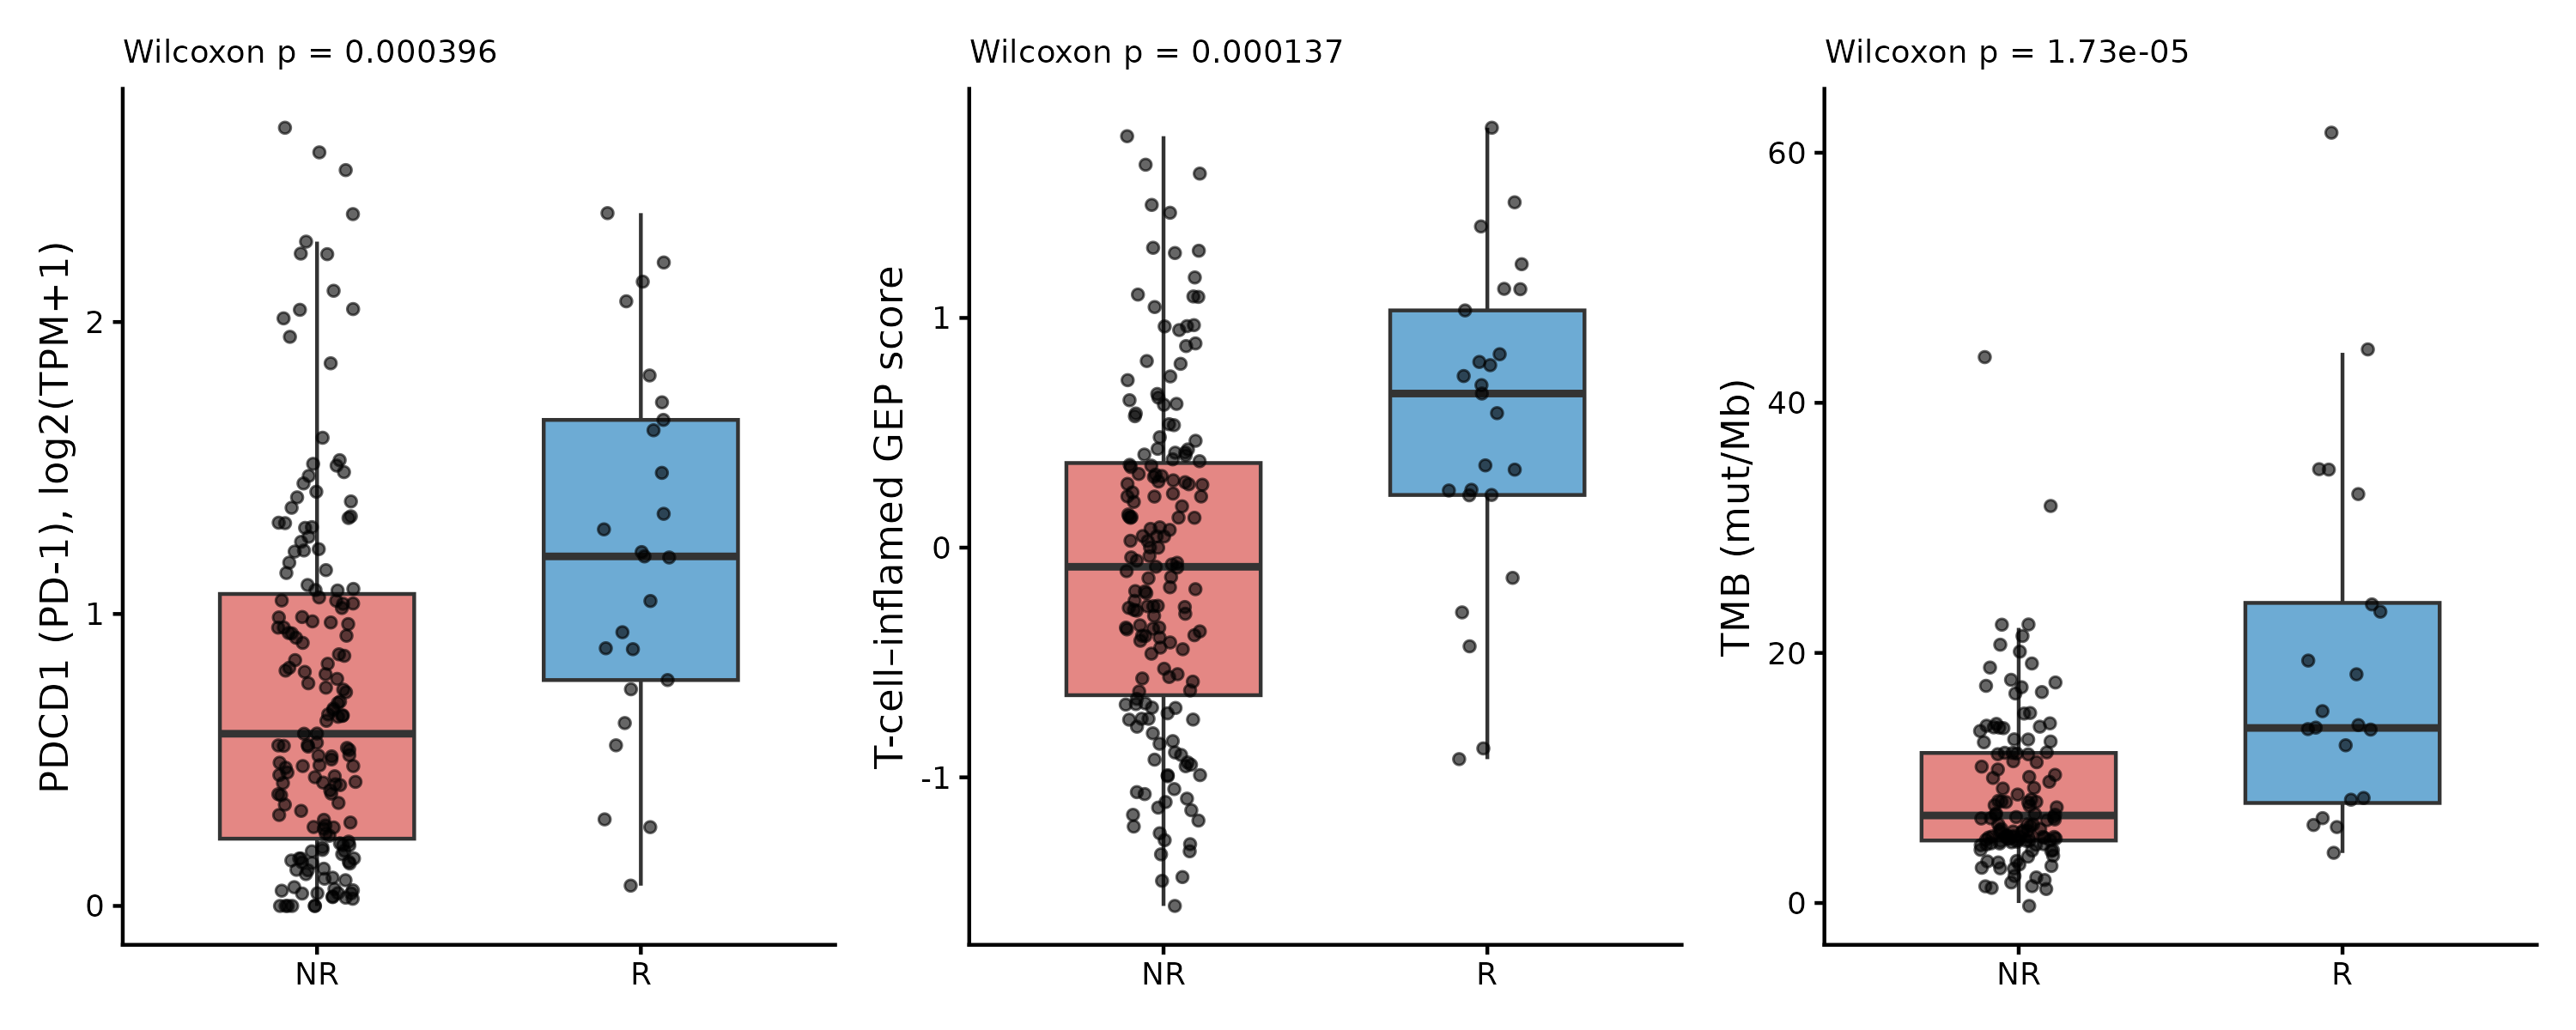 Wilcoxon p = 0.000396
PDCD1 (PD-1), log2(TPM+1)
2
1
0
NR
R
Wilcoxon p = 0.000137
T-cell–inflamed GEP score
1
0
-1
NR
R
Wilcoxon p = 1.73e-05
TMB (mut/Mb)
60
40
20
0
NR
R